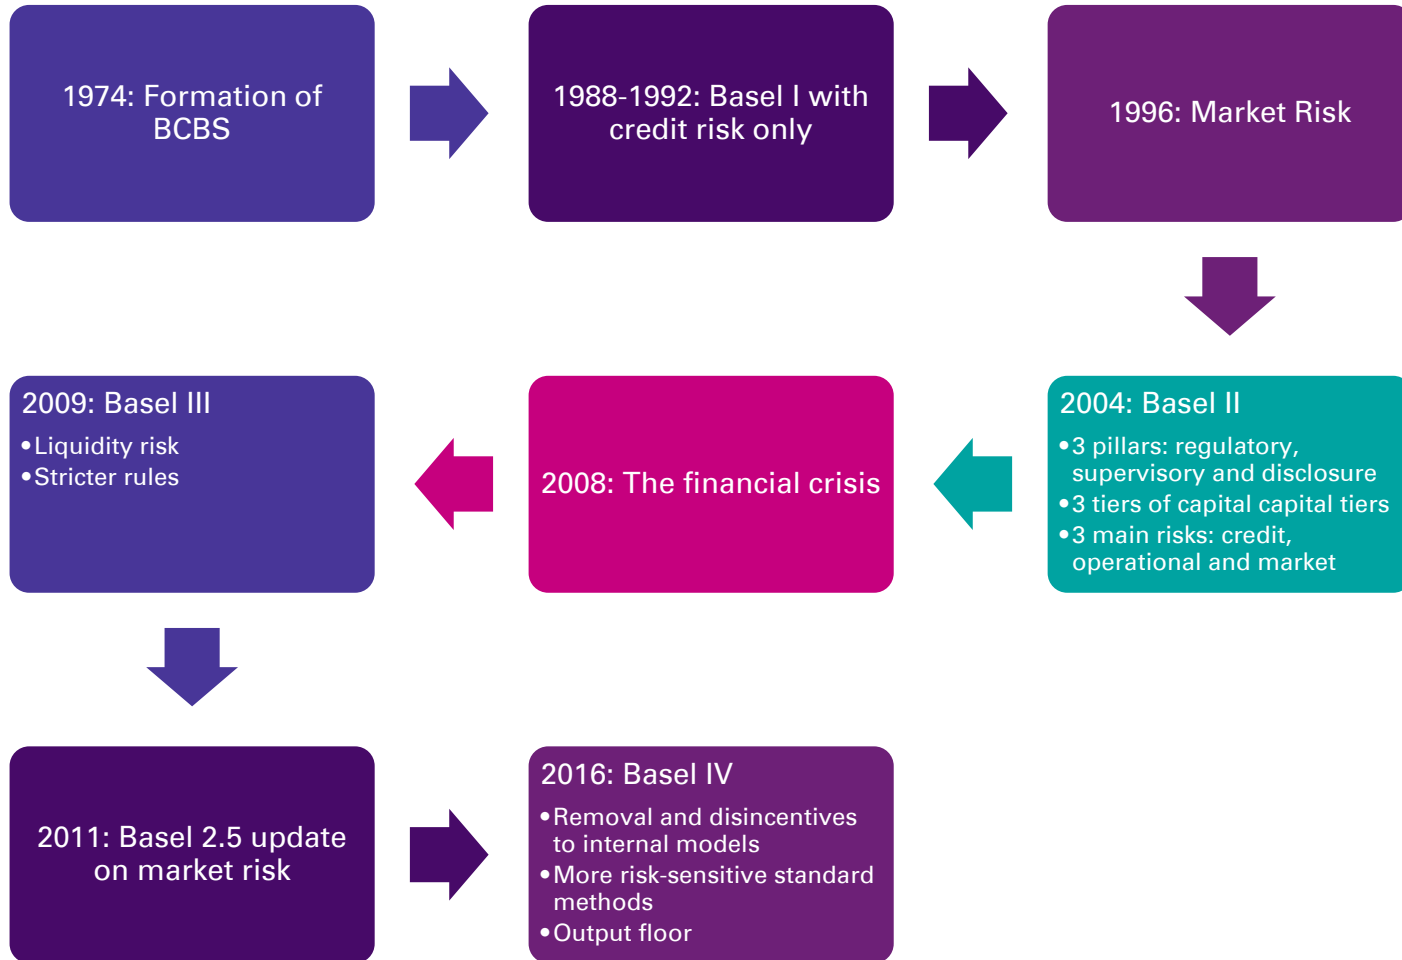 1974: Formation of
BCBS
1988-1992: Basel I with
credit risk only
1996: Market Risk
2004: Basel II
•3 pillars: regulatory,
supervisory and disclosure
•3 tiers of capital capital tiers
•3 main risks: credit,
operational and market
2008: The financial crisis
2009: Basel III
•Liquidity risk
•Stricter rules
2011: Basel 2.5 update
on market risk
2016: Basel IV
•Removal and disincentives
to internal models
•More risk-sensitive standard
methods
•Output floor